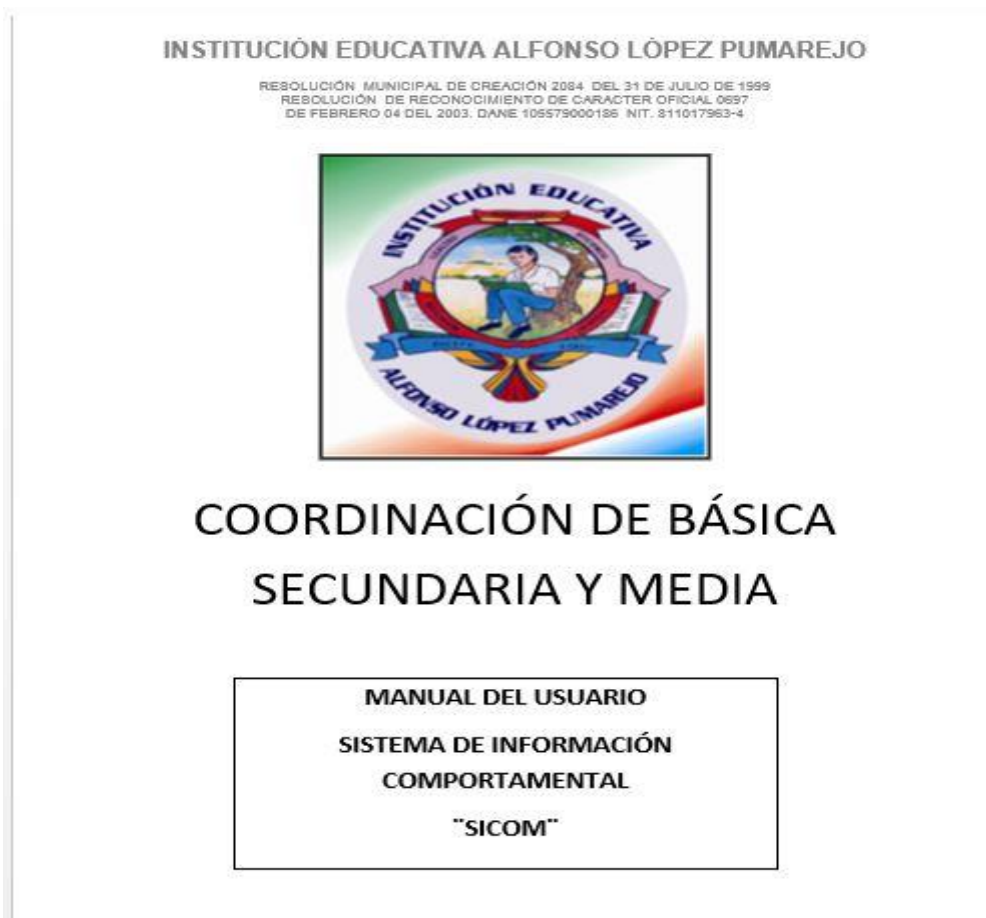 INSTITUCIÓN EDUCATIVA ALFONSO LÓPEZ PUMAREJO
RESOLUCIÓN MUNICIPAL DE CREACIÓN 2084 DEL 31 DE JULIO DE 1999
RESOLUCIÓN DE RECONOCIMIENTO DE CARACTER OFICIAL 0697
DE FEBRERO 04 DEL 2003. DANE 105579000186 NIT. 811017963-4
INSTITUCIÓN EDUCATIVA
ALFONSO LÓPEZ PUMAREJO
COORDINACIÓN DE BÁSICA
SECUNDARIA Y MEDIA
MANUAL DEL USUARIO
SISTEMA DE INFORMACIÓN
COMPORTAMENTAL
¨SICOM¨